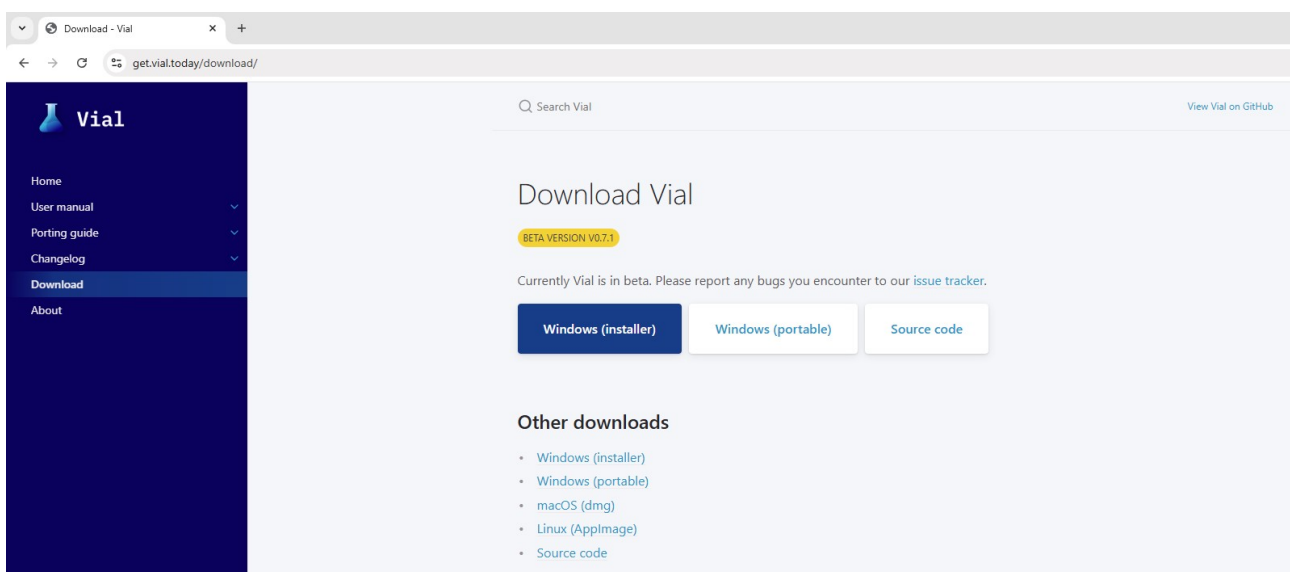 Download - Vial
get.vial.today/download/
Vial
Home
User manual
Porting guide
Changelog
Download
About
Search Vial
View Vial on GitHub
Download Vial
BETA VERSION V0.7.1
Currently Vial is in beta. Please report any bugs you encounter to our issue tracker.
Windows (installer) Windows (portable) Source code
Other downloads
• Windows (installer)
• Windows (portable)
• macOS (dmg)
• Linux (AppImage)
• Source code